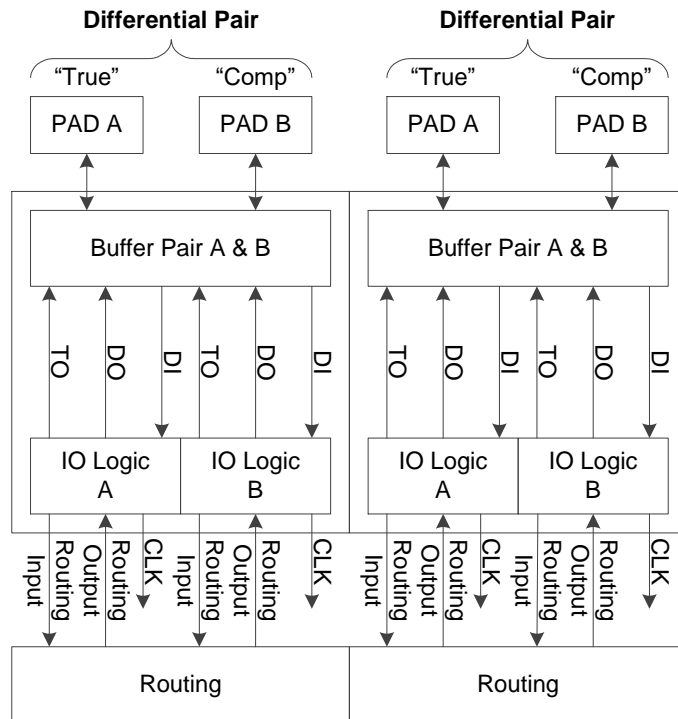 Differential Pair Differential Pair
“True” “Comp” “True” “Comp”
PAD A PAD B PAD A PAD B
Buffer Pair A & B Buffer Pair A & B
TO DO DI TO DO DI TO DO DI TO DO DI
IO Logic IO Logic IO Logic IO Logic
A B A B
Routing
Input
Routing
Output
CLK
Routing
Input
Routing
Output
CLK
Routing
Input
Routing
Output
CLK
Routing
Input
Routing
Output
CLK
Routing Routing